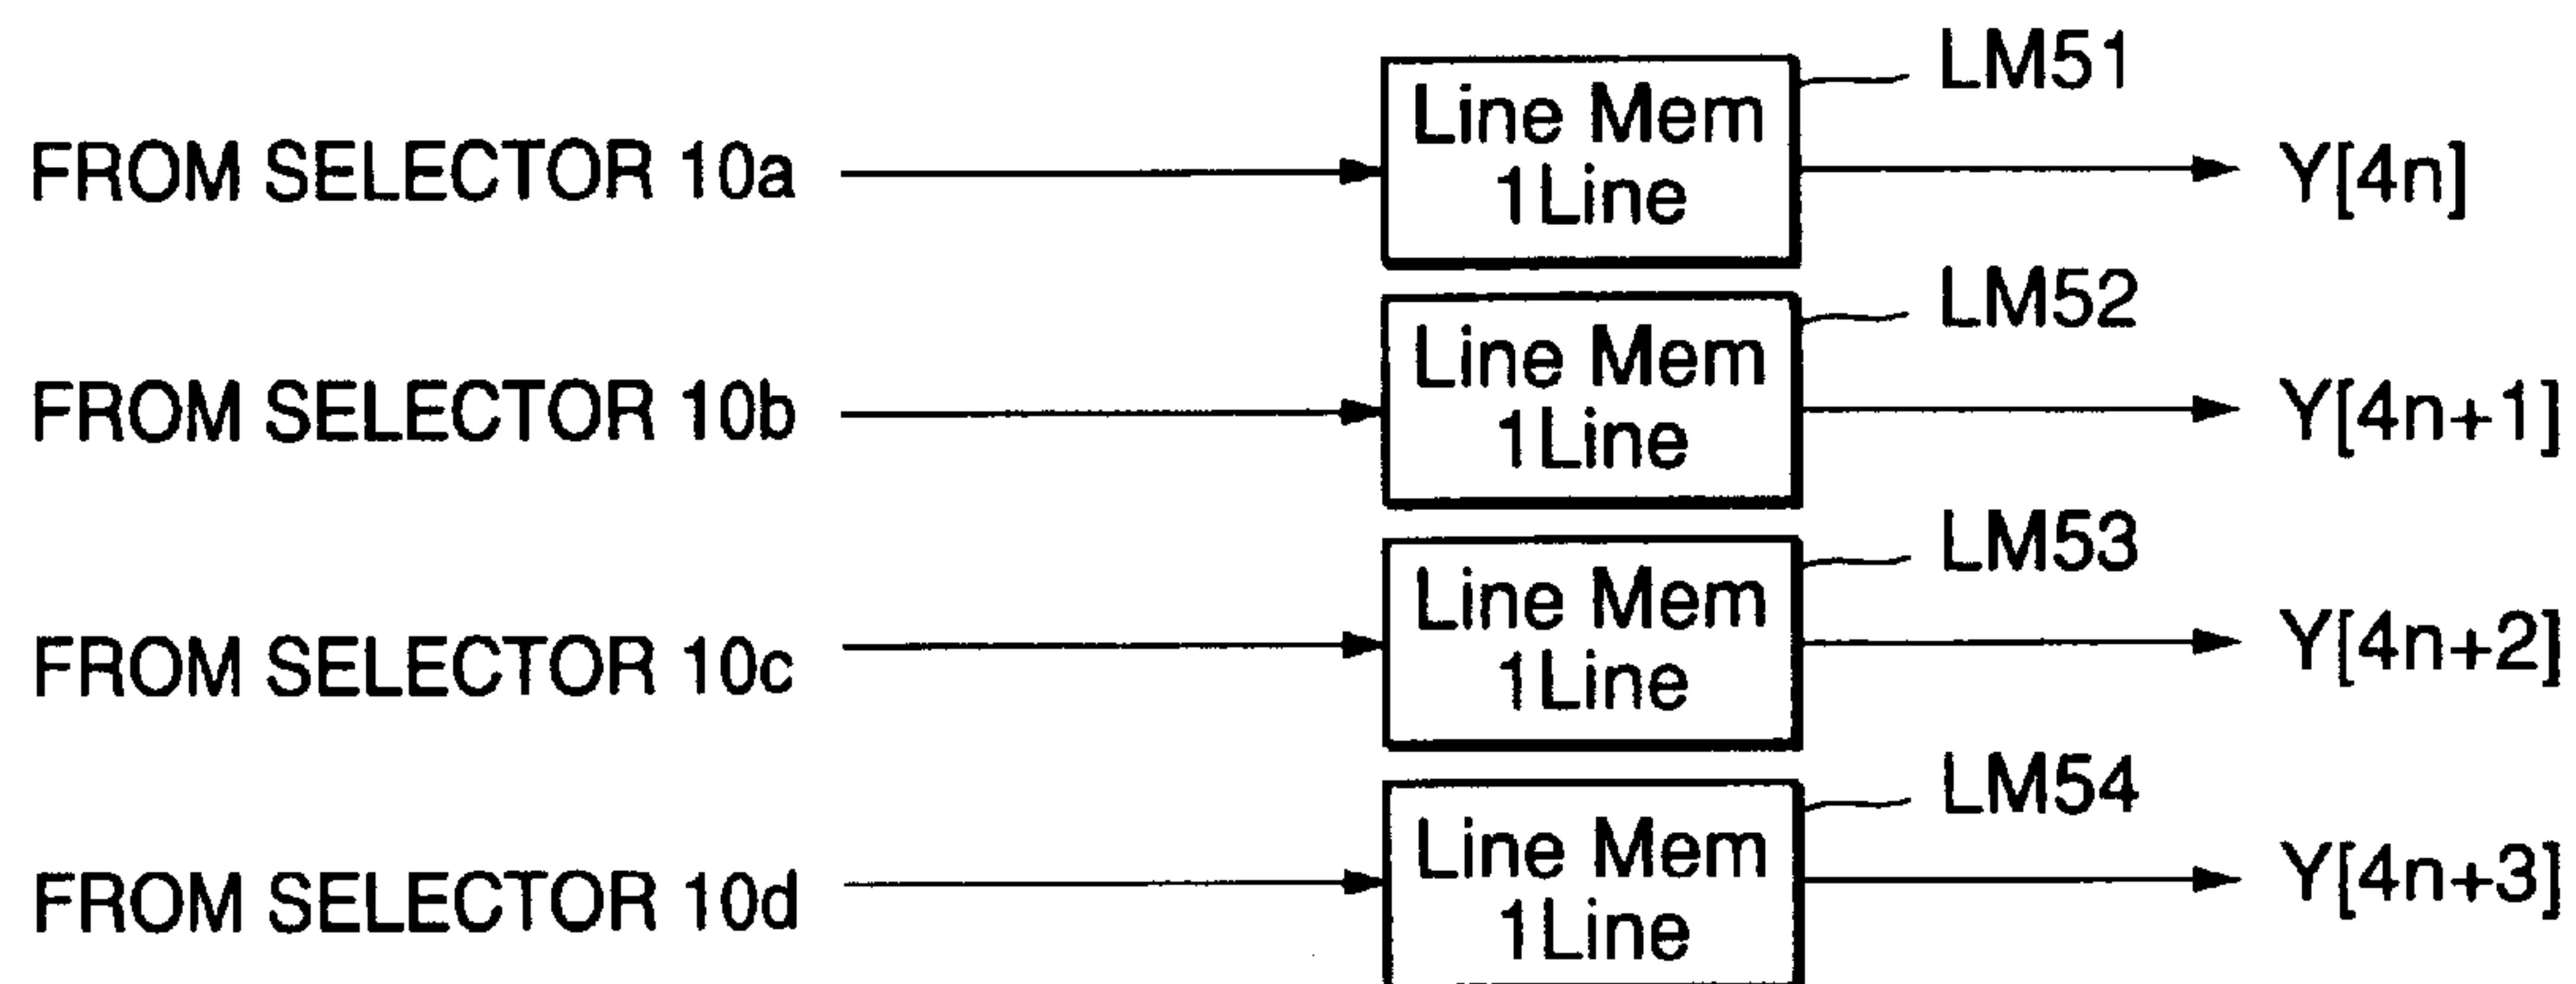 LM51
FROM SELECTOR 10a
Line Mem
1Line
Y[4n]
LM52
FROM SELECTOR 10b
Line Mem
1Line
Y[4n+1]
LM53
FROM SELECTOR 10c
Line Mem
1Line
Y[4n+2]
LM54
FROM SELECTOR 10d
Line Mem
1Line
Y[4n+3]